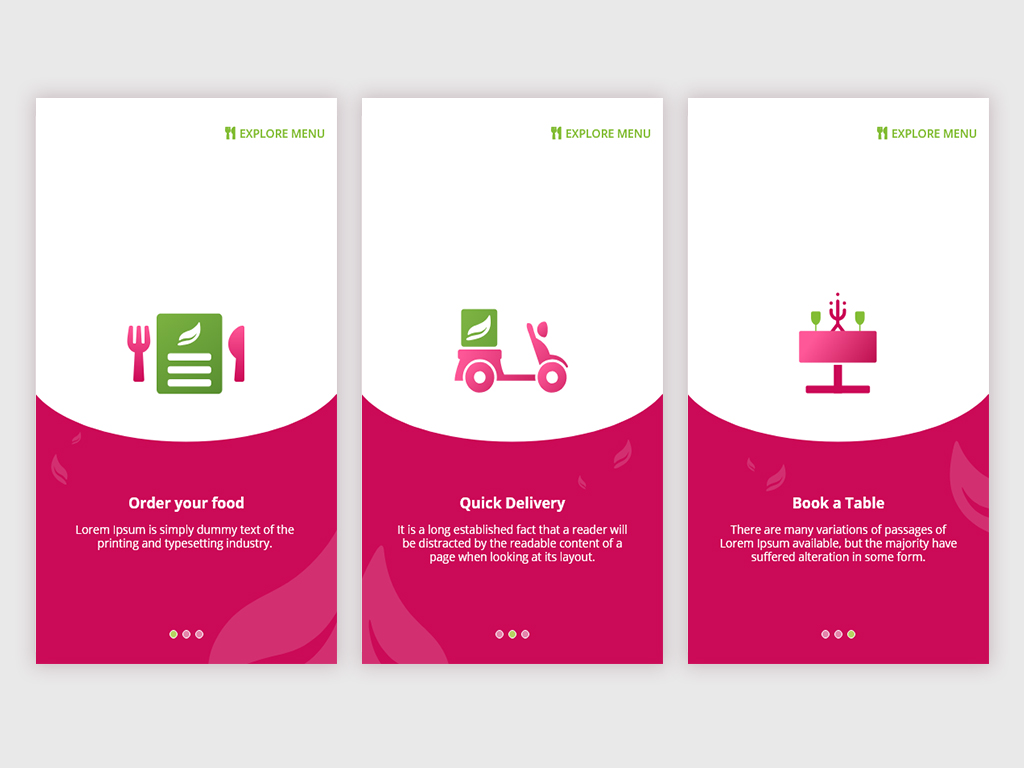 EXPLORE MENU
Order your food
Lorem Ipsum is simply dummy text of the
printing and typesetting industry.
EXPLORE MENU
Quick Delivery
It is a long established fact that a reader will
be distracted by the readable content of a
page when looking at its layout.
EXPLORE MENU
Book a Table
There are many variations of passages of
Lorem Ipsum available, but the majority have
suffered alteration in some form.